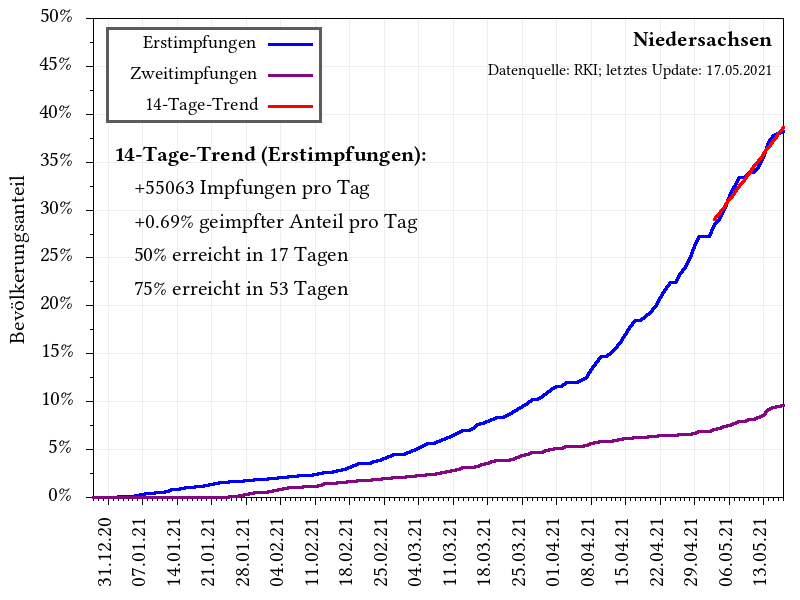 50%
45%
40%
35%
30%
25%
20%
15%
10%
5%
0%
Bevölkerungsanteil
Erstimpfungen
Zweitimpfungen
14-Tage-Trend
Niedersachsen
Datenquelle: RKI; letztes Update: 17.05.2021
14-Tage-Trend (Erstimpfungen):
+55063 Impfungen pro Tag
+0.69% geimpfter Anteil pro Tag
50% erreicht in 17 Tagen
75% erreicht in 53 Tagen
31.12.20
07.01.21
14.01.21
21.01.21
28.01.21
04.02.21
11.02.21
18.02.21
25.02.21
04.03.21
11.03.21
18.03.21
25.03.21
01.04.21
08.04.21
15.04.21
22.04.21
29.04.21
06.05.21
13.05.21